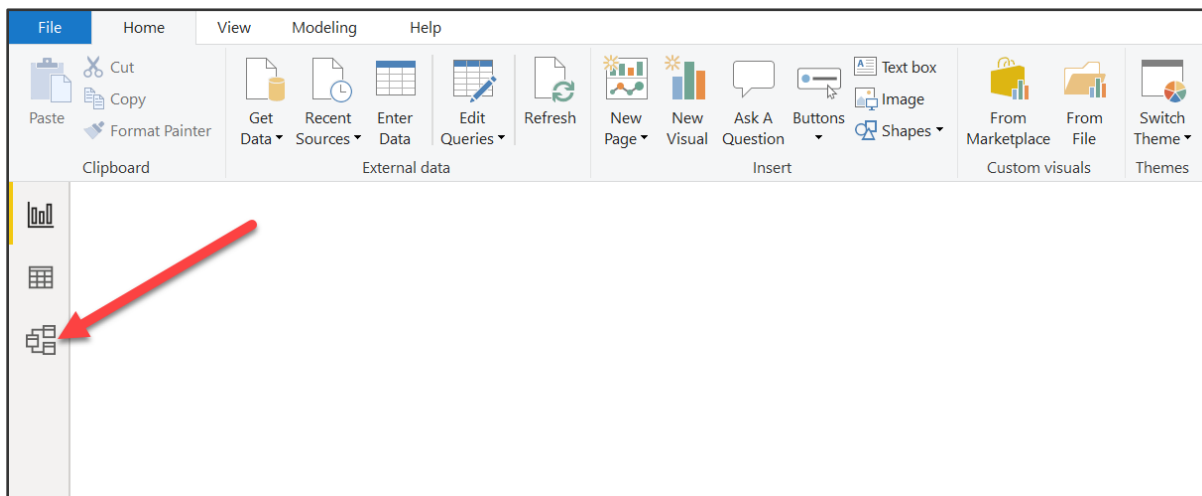 File Home View Modeling Help
Paste
Cut
Copy
Format Painter
Clipboard
Get Data
Recent Sources
Enter Data
Edit Queries
Refresh
External data
New Page
New Visual
Ask A Question
Buttons
Text box
Image
Shapes
Insert
From Marketplace
From File
Custom visuals
Switch Theme
Themes